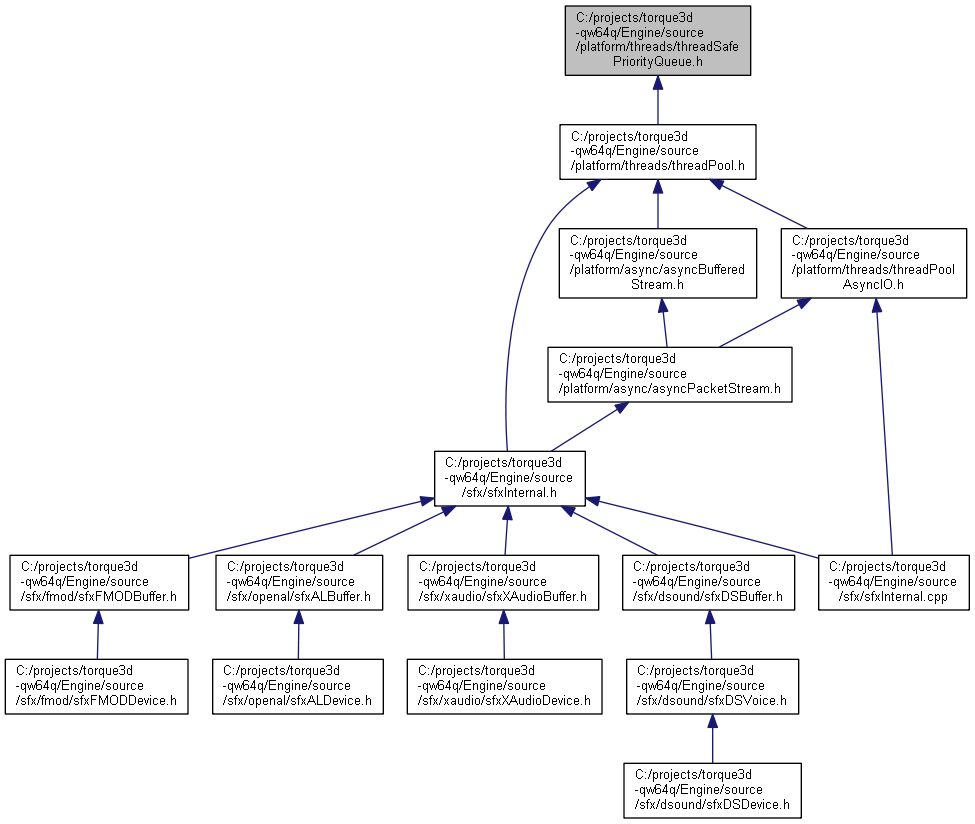 C:/projects/torque3d
-qw64q/Engine/source
/platform/threads/threadSafe
PriorityQueue.h
C:/projects/torque3d
-qw64q/Engine/source
/platform/threads/threadPool.h
C:/projects/torque3d
-qw64q/Engine/source
/platform/async/asyncBuffered
Stream.h
C:/projects/torque3d
-qw64q/Engine/source
/platform/threads/threadPool
AsyncIO.h
C:/projects/torque3d
-qw64q/Engine/source
/platform/async/asyncPacketStream.h
C:/projects/torque3d
-qw64q/Engine/source
/sfx/sfxInternal.h
C:/projects/torque3d
-qw64q/Engine/source
/sfx/fmod/sfxFMODBuffer.h
C:/projects/torque3d
-qw64q/Engine/source
/sfx/openal/sfxALBuffer.h
C:/projects/torque3d
-qw64q/Engine/source
/sfx/xaudio/sfxXAudioBuffer.h
C:/projects/torque3d
-qw64q/Engine/source
/sfx/dsound/sfxDSBuffer.h
C:/projects/torque3d
-qw64q/Engine/source
/sfx/sfxInternal.cpp
C:/projects/torque3d
-qw64q/Engine/source
/sfx/fmod/sfxFMODDevice.h
C:/projects/torque3d
-qw64q/Engine/source
/sfx/openal/sfxALDevice.h
C:/projects/torque3d
-qw64q/Engine/source
/sfx/xaudio/sfxXAudioDevice.h
C:/projects/torque3d
-qw64q/Engine/source
/sfx/dsound/sfxDSVoice.h
C:/projects/torque3d
-qw64q/Engine/source
/sfx/dsound/sfxDSDevice.h